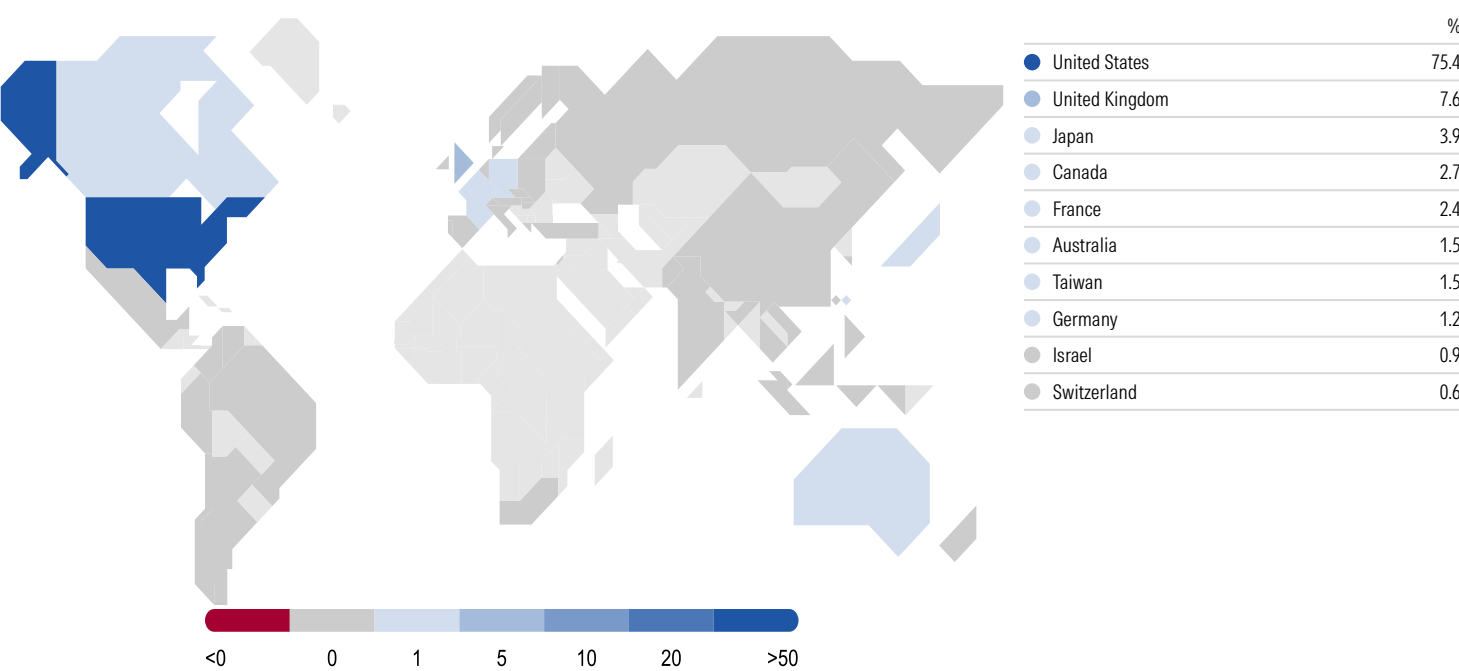 %
United States 75.4
United Kingdom 7.6
Japan 3.9
Canada 2.7
France 2.4
Australia 1.5
Taiwan 1.5
Germany 1.2
Israel 0.9
Switzerland 0.6
<0 0 1 5 10 20 >50